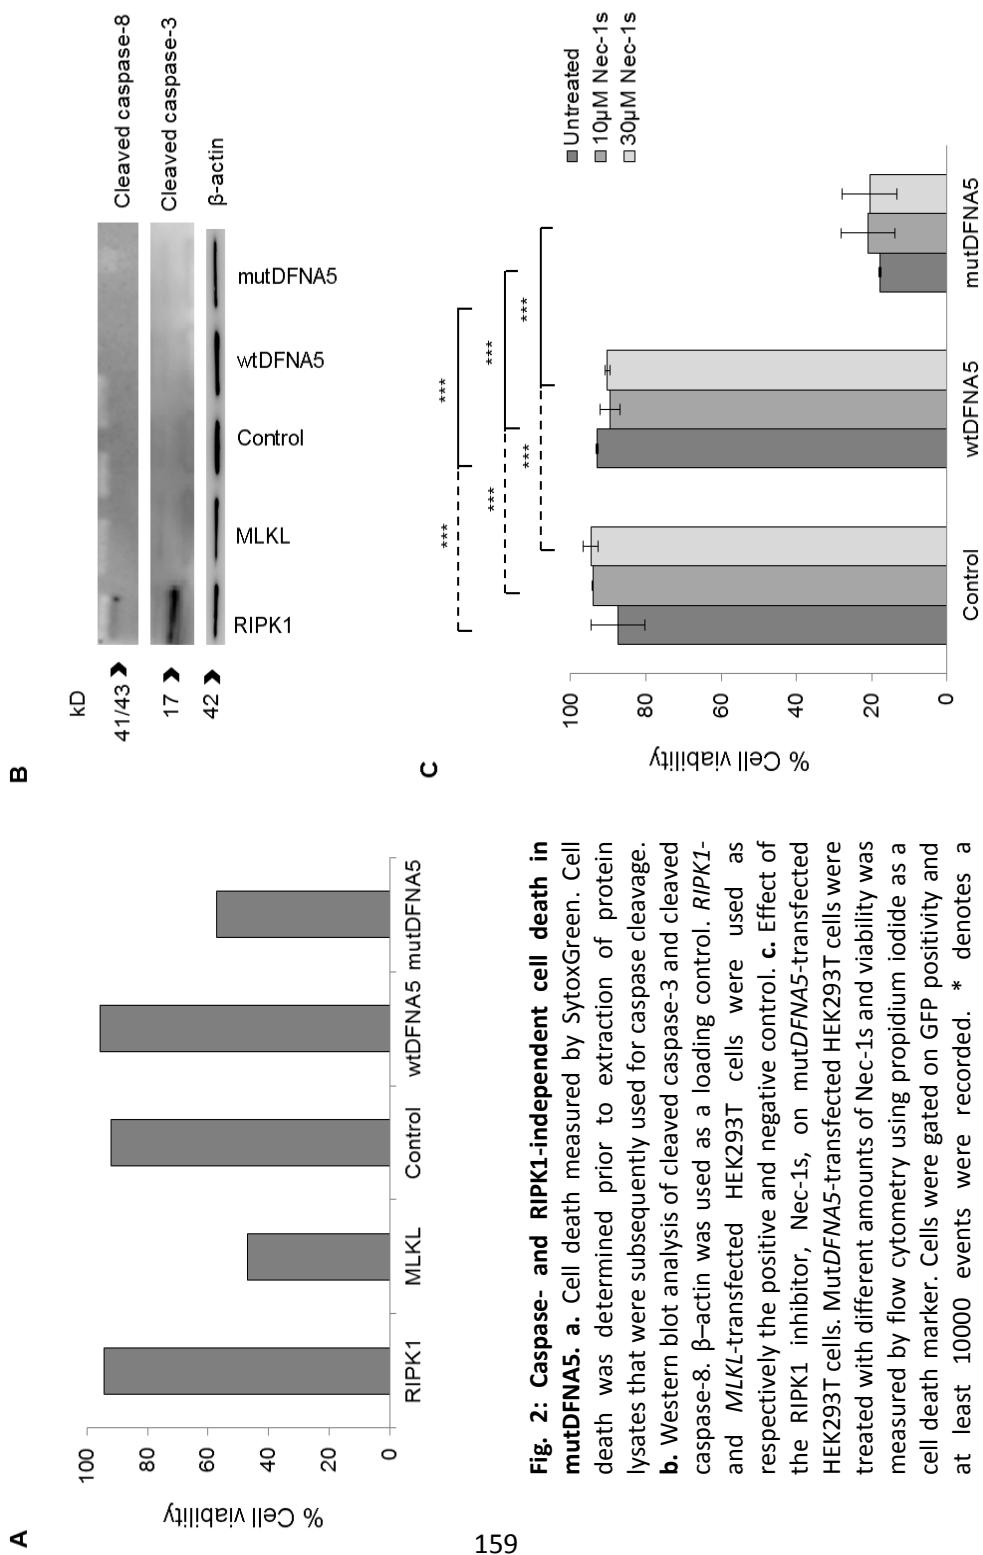 A
% Cell viability
100
80
60
40
20
0
RIPK1
MLKL
Control
wtDFNA5
mutDFNA5
B
kD
41/43
17
42
Cleaved caspase-8
Cleaved caspase-3
β-actin
RIPK1
MLKL
Control
wtDFNA5
mutDFNA5
C
% Cell viability
100
80
60
40
20
0
Control
wtDFNA5
mutDFNA5
Untreated
10µM Nec-1s
30µM Nec-1s
***
***
***
***
***
***
Fig. 2: Caspase- and RIPK1-independent cell death in
mutDFNA5. a. Cell death measured by SytoxGreen. Cell
death was determined prior to extraction of protein
lysates that were subsequently used for caspase cleavage.
b. Western blot analysis of cleaved caspase-3 and cleaved
caspase-8. β–actin was used as a loading control. RIPK1-
and MLKL-transfected HEK293T cells were used as
respectively the positive and negative control. c. Effect of
the RIPK1 inhibitor, Nec-1s, on mutDFNA5-transfected
HEK293T cells. MutDFNA5-transfected HEK293T cells were
treated with different amounts of Nec-1s and viability was
measured by flow cytometry using propidium iodide as a
cell death marker. Cells were gated on GFP positivity and
at least 10000 events were recorded. * denotes a
159